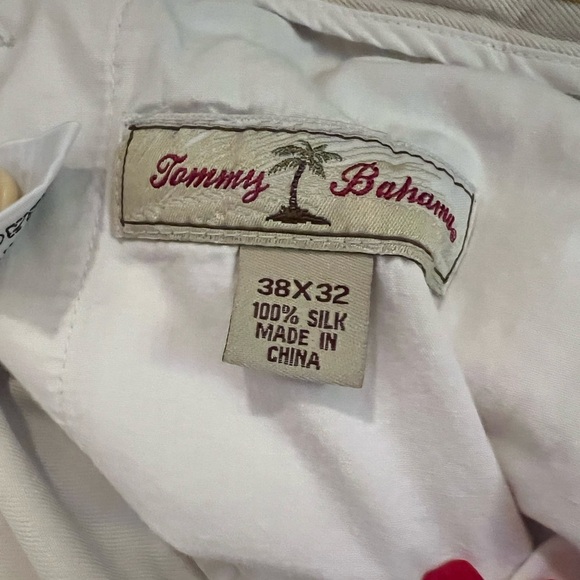 Tommy Bahama®
38X32
100% SILK
MADE IN
CHINA